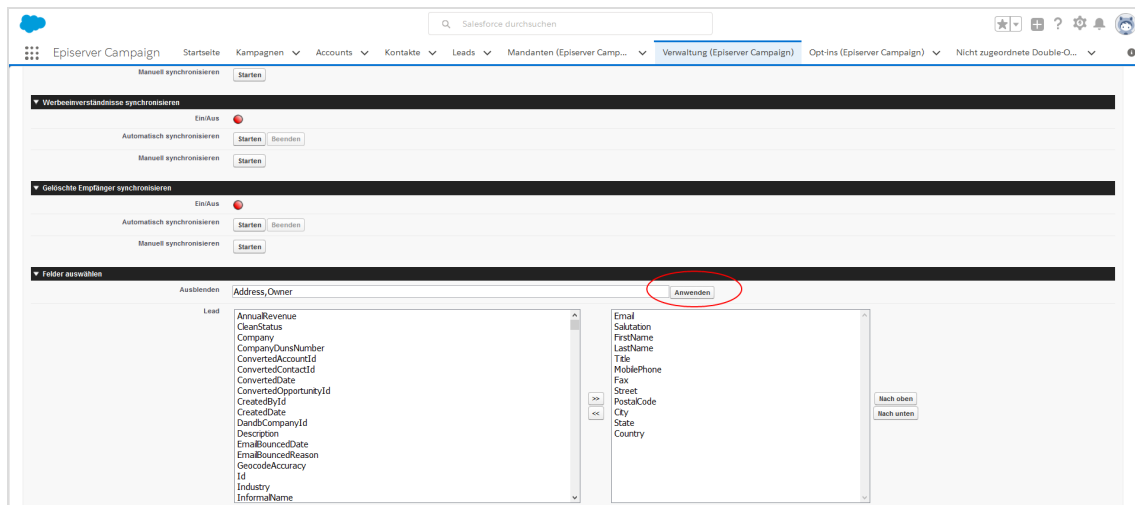 Salesforce durchsuchen
Episerver Campaign Startseite Kampagnen Accounts Kontakte Leads Mandanten (Episerver Camp... Verwaltung (Episerver Campaign) Opt-ins (Episerver Campaign) Nicht zugeordnete Double-O...
Manuell synchronisieren Starten
Werbeeinverständnisse synchronisieren
Ein/Aus
Automatisch synchronisieren Starten Beenden
Manuell synchronisieren Starten
Gelöschte Empfänger synchronisieren
Ein/Aus
Automatisch synchronisieren Starten Beenden
Manuell synchronisieren Starten
Felder auswählen
Ausblenden Address,Owner Anwenden
Lead
AnnualRevenue
CleanStatus
Company
CompanyDunsNumber
ConvertedAccountId
ConvertedContactId
ConvertedDate
ConvertedOpportunityId
CreatedById
CreatedDate
DandbCompanyId
Description
EmailBouncedDate
EmailBouncedReason
GeocodeAccuracy
Id
Industry
InformalName
>>
<<
Email
Salutation
FirstName
LastName
Title
MobilePhone
Fax
Street
PostalCode
City
State
Country
Nach oben
Nach unten